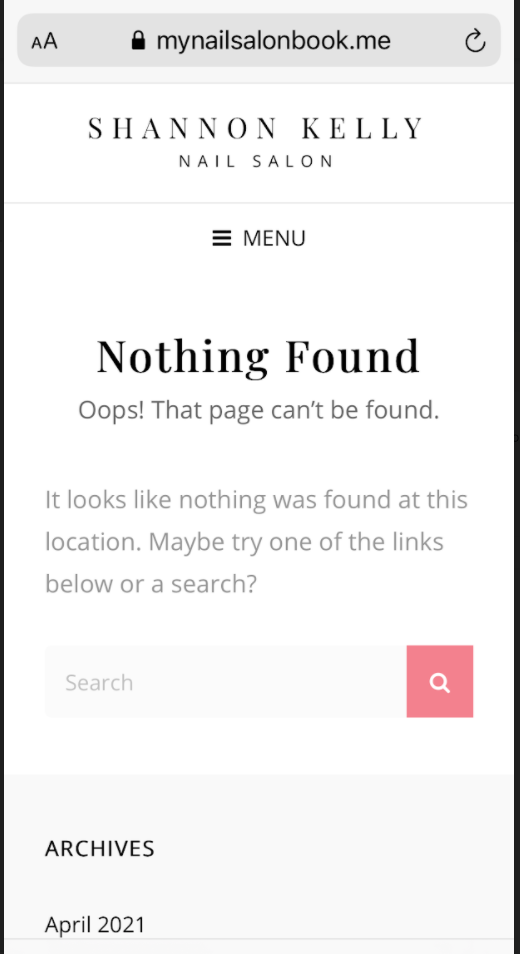 AA mynailsalonbook.me
SHANNON KELLY
NAIL SALON
MENU
Nothing Found
Oops! That page can’t be found.
It looks like nothing was found at this
location. Maybe try one of the links
below or a search?
Search
ARCHIVES
April 2021